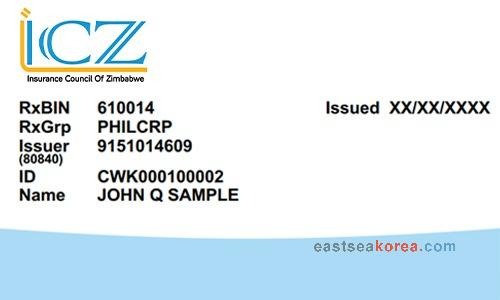 iCZ
Insurance Council Of Zimbabwe
RxBIN 610014 Issued XX/XX/XXXX
RxGrp PHILCRP
Issuer 9151014609
(80840)
ID CWK000100002
Name JOHN Q SAMPLE
eastseakorea.com